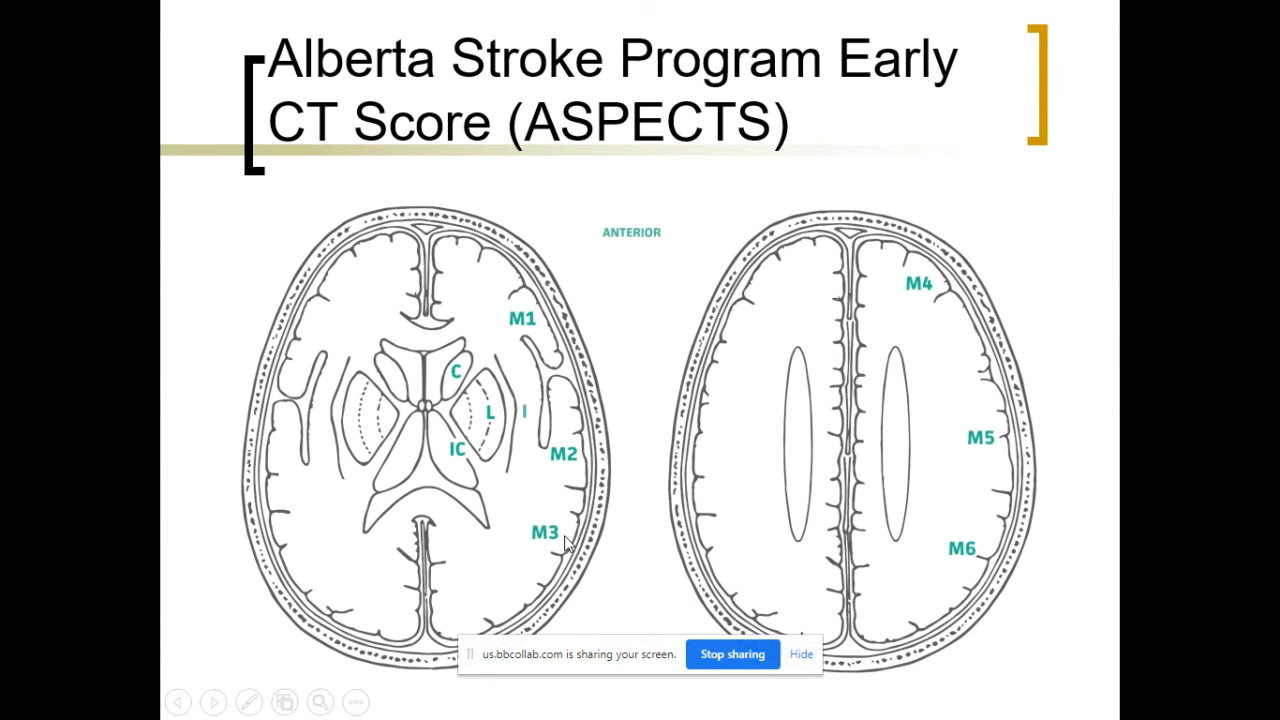 Alberta Stroke Program Early
CT Score (ASPECTS)
ANTERIOR
M1
C
L
I
IC
M2
M3
M4
M5
M6
us.bbcollab.com is sharing your screen.
Stop sharing
Hide